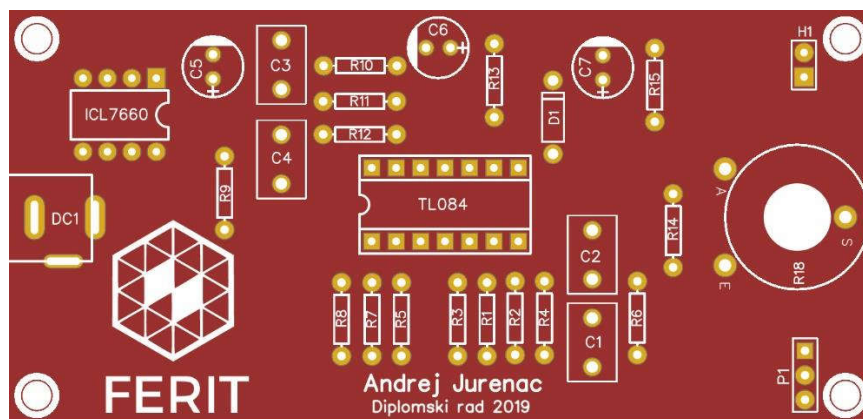 C6
H1
C5
C3
R10
R13
C7
R15
R11
ICL7660
D1
R12
C4
R9
TL084
A
DC1
S
R14
C2
R18
E
R8
R7
R5
R3
R1
R2
R4
R6
C1
P1
FERIT
Andrej Jurenac
Diplomski rad 2019